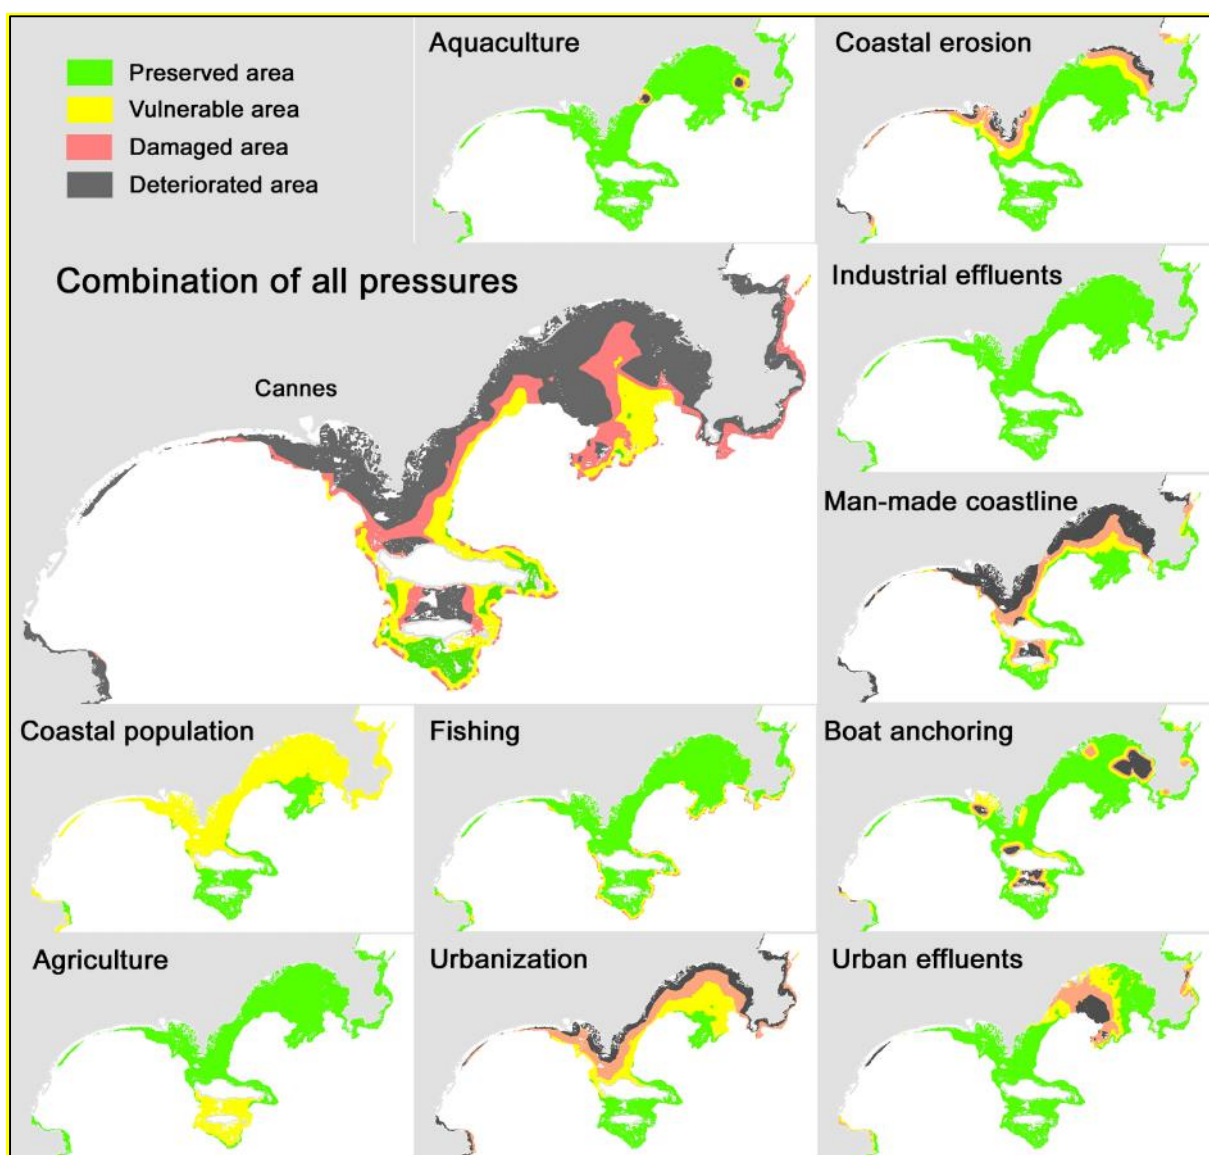 Aquaculture
Coastal erosion
Preserved area
Vulnerable area
Damaged area
Deteriorated area
Combination of all pressures
Industrial effluents
Cannes
Man-made coastline
Coastal population
Fishing
Boat anchoring
Agriculture
Urbanization
Urban effluents